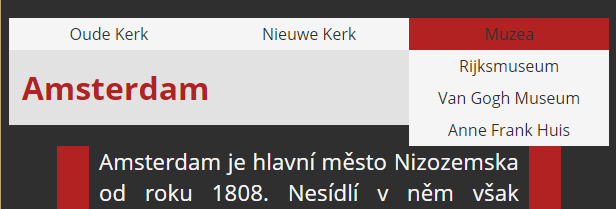 Oude Kerk Nieuwe Kerk Muzea
Rijksmuseum
Amsterdam
Van Gogh Museum
Anne Frank Huis
Amsterdam je hlavní město Nizozemska
od roku 1808. Nesídlí v něm však